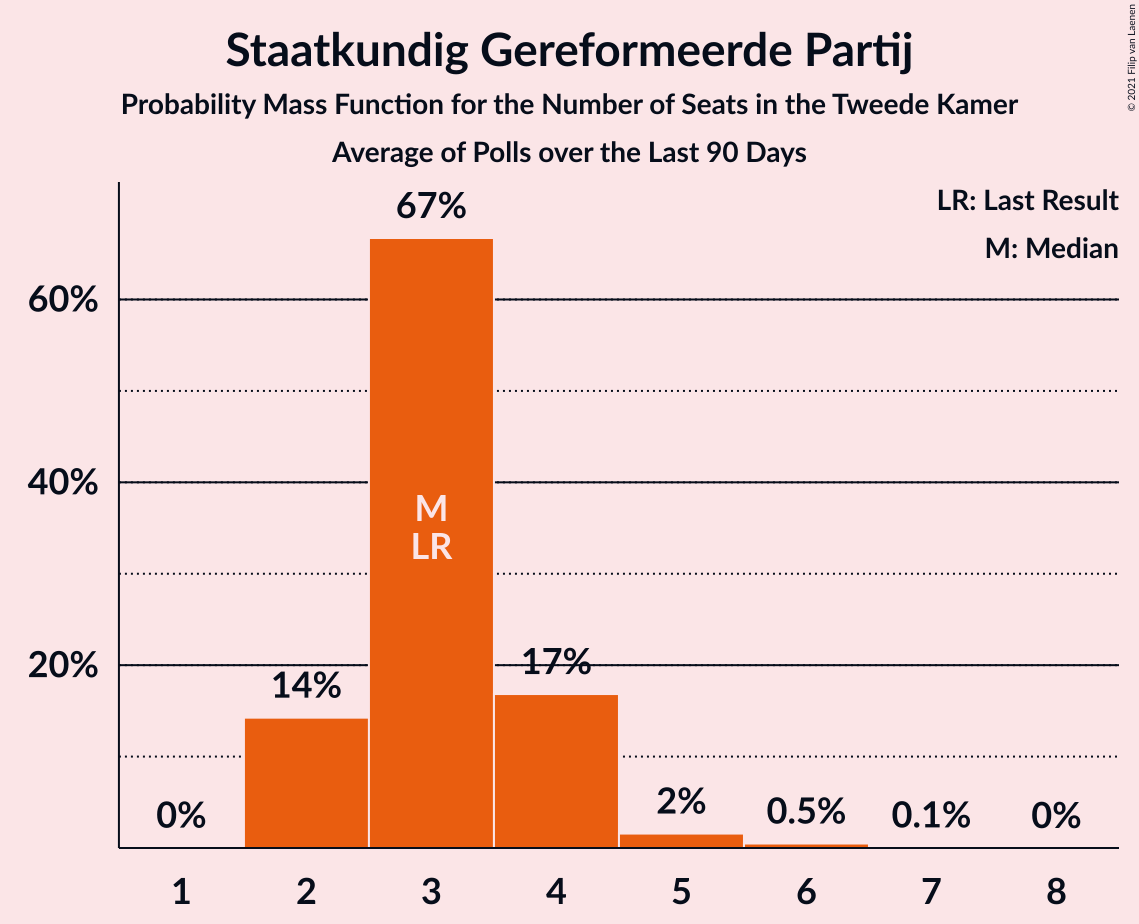 Staatkundig Gereformeerde Partij
Probability Mass Function for the Number of Seats in the Tweede Kamer
Average of Polls over the Last 90 Days
© 2021 Filip van Laenen
LR: Last Result
M: Median
67%
60%
40%
M
LR
20%
17%
14%
2%
0.5%
0%
0.1%
0%
1 2 3 4 5 6 7 8